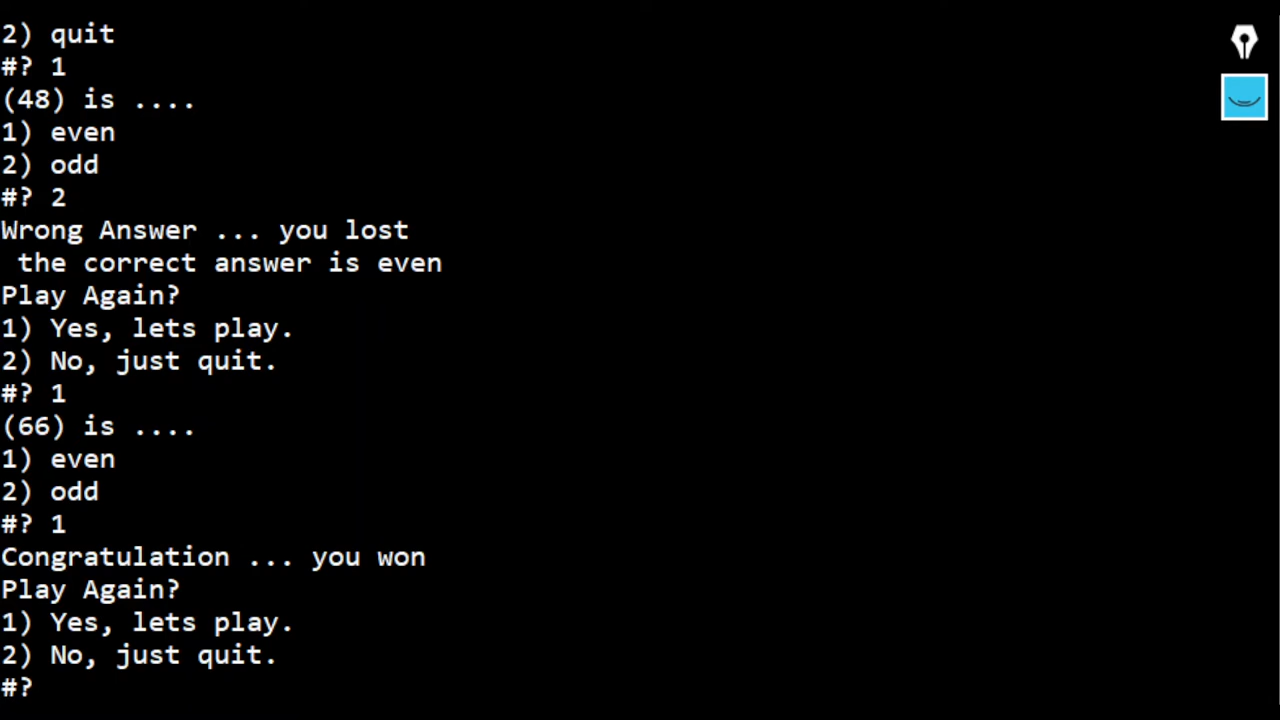 2) quit
#? 1
(48) is ....
1) even
2) odd
#? 2
Wrong Answer ... you lost
 the correct answer is even
Play Again?
1) Yes, lets play.
2) No, just quit.
#? 1
(66) is ....
1) even
2) odd
#? 1
Congratulation ... you won
Play Again?
1) Yes, lets play.
2) No, just quit.
#?